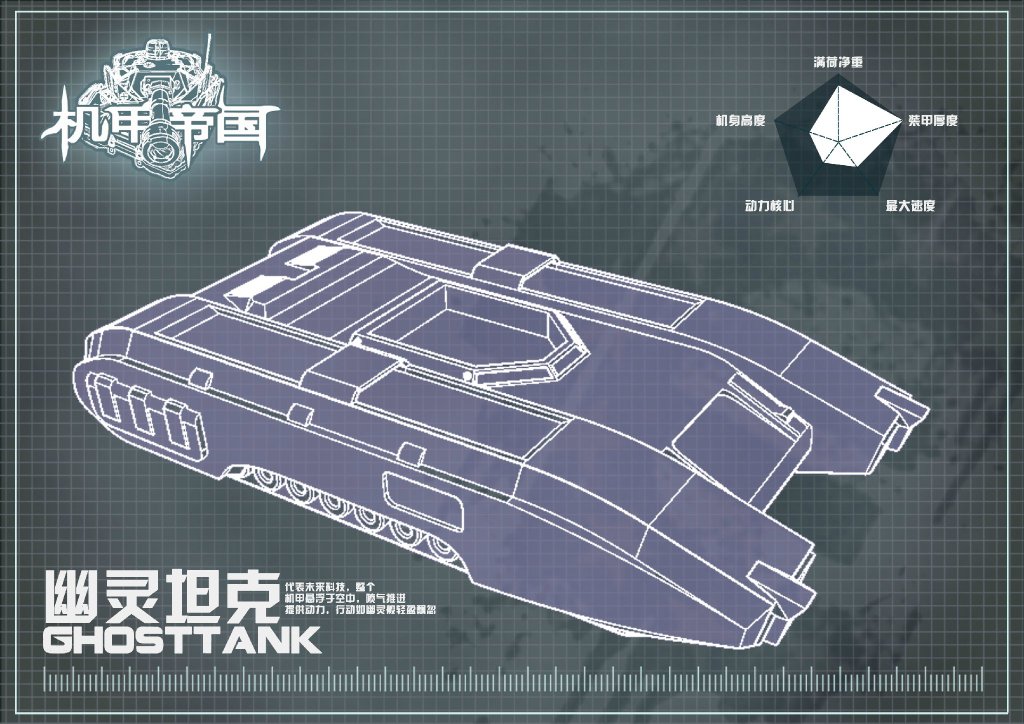 机甲帝国
满荷净重
机身高度
装甲厚度
动力核心
最大速度
幽灵坦克
GHOSTTANK
代表未来科技，整个
机甲悬浮于空中，喷气推进
提供动力，行动如幽灵般轻盈飘忽